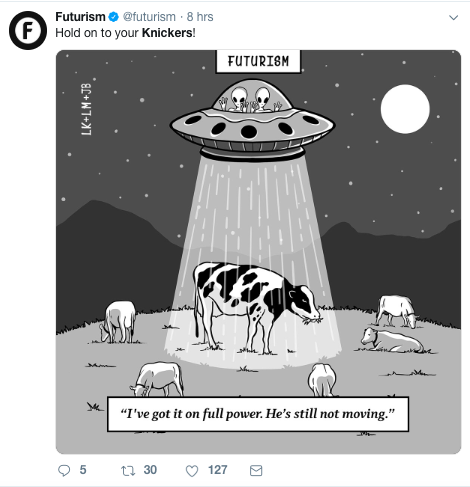 Futurism @futurism · 8 hrs
Hold on to your Knickers!
FUTURISM
LK+LM+JB
"I've got it on full power. He's still not moving."
5 30 127